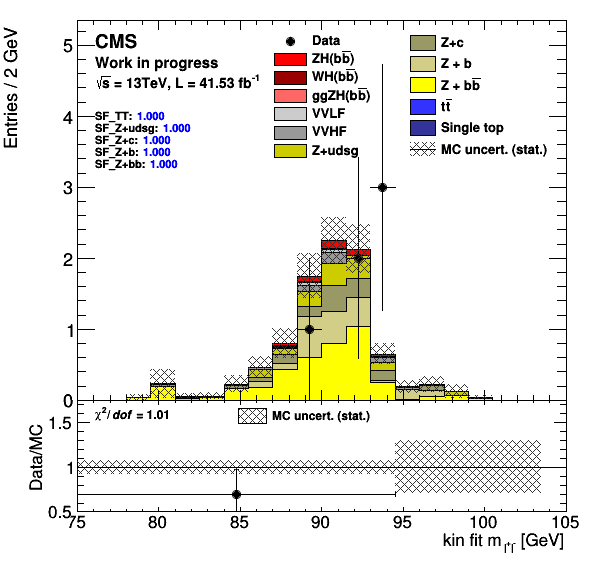 CMS
Work in progress
√s = 13TeV, L = 41.53 fb⁻¹
SF_TT: 1.000
SF_Z+udsg: 1.000
SF_Z+c: 1.000
SF_Z+b: 1.000
SF_Z+bb: 1.000
Data
ZH(bb̅)
WH(bb̅)
ggZH(bb̅)
VVLF
VVHF
Z+udsg
Z+c
Z + b
Z + bb̅
tt̅
Single top
MC uncert. (stat.)
Entries / 2 GeV
5
4
3
2
1
0
χ²/dof = 1.01
MC uncert. (stat.)
Data/MC
1.5
1
0.5
75 80 85 90 95 100 105
kin fit m l⁺l⁻ [GeV]